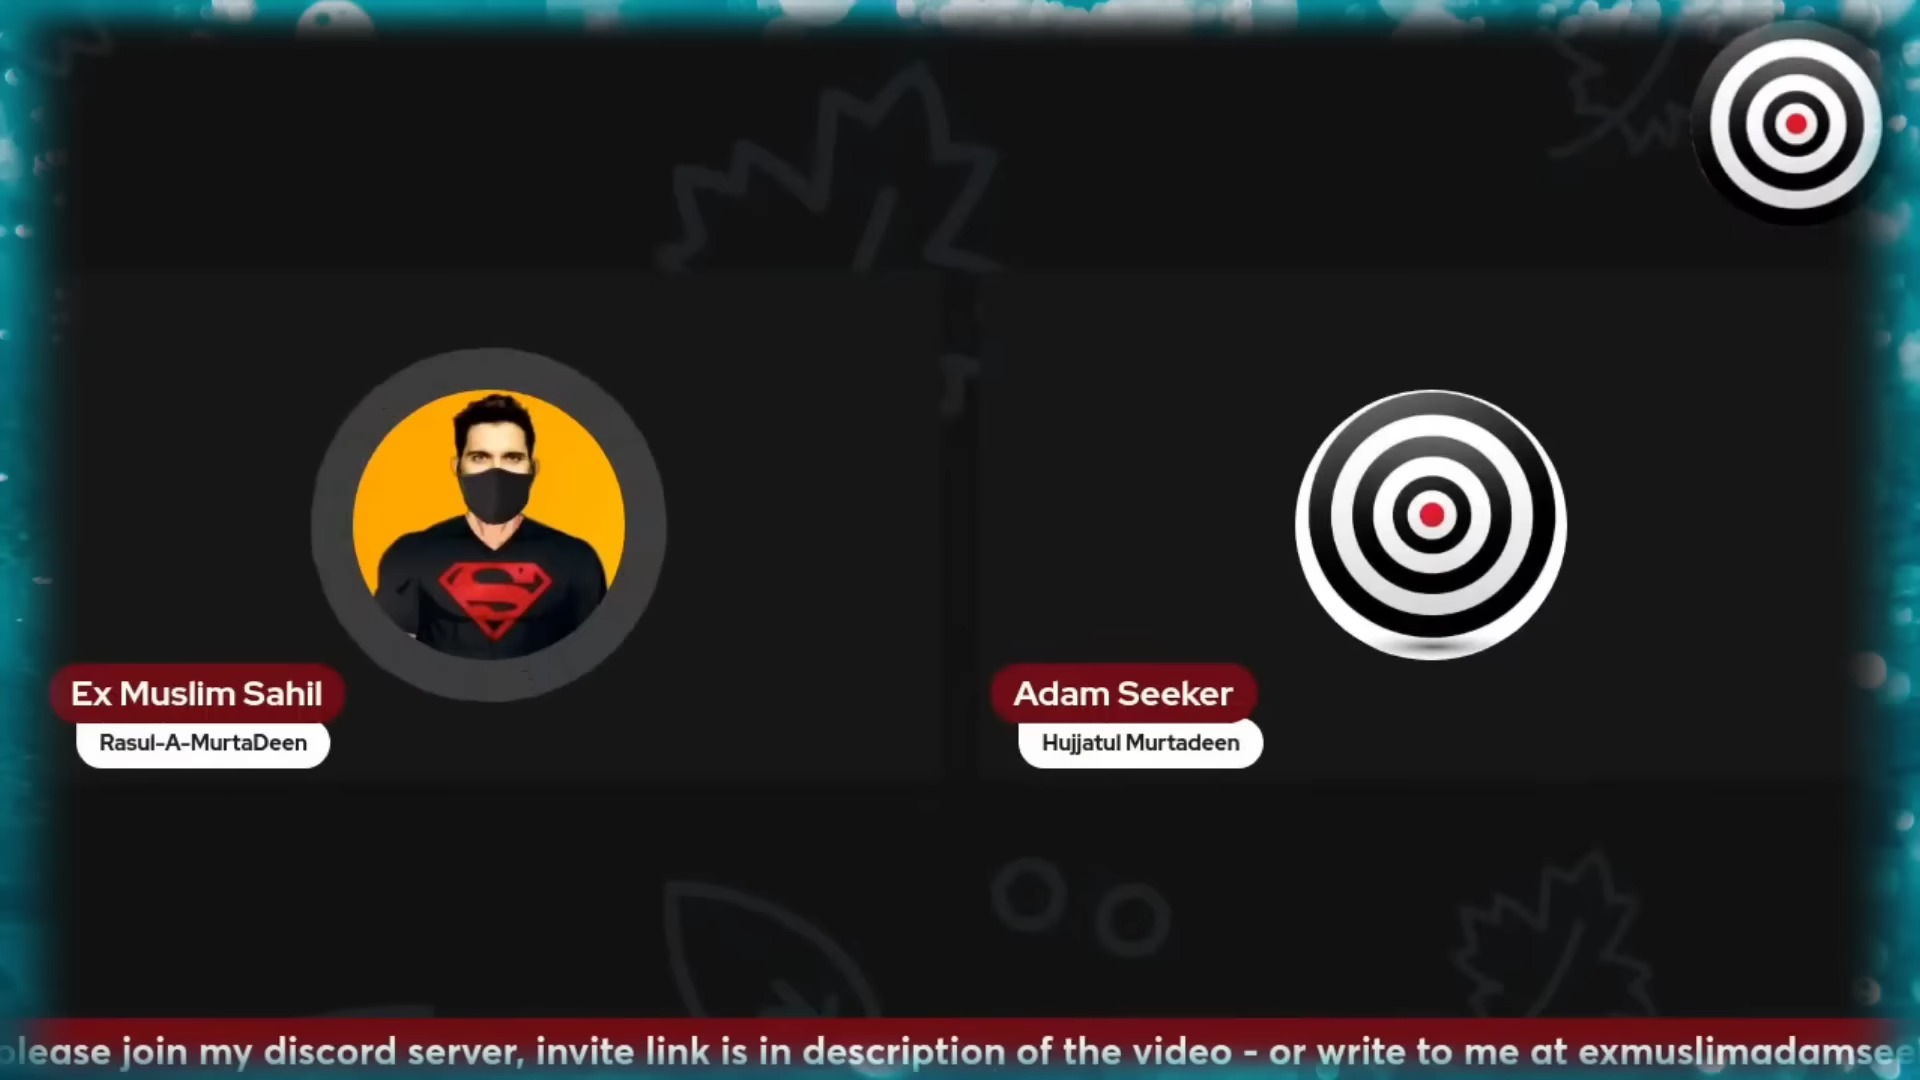 Ex Muslim Sahil
Rasul-A-MurtaDeen
Adam Seeker
Hujjatul Murtadeen
please join my discord server, invite link is in description of the video - or write to me at exmuslimadamsee